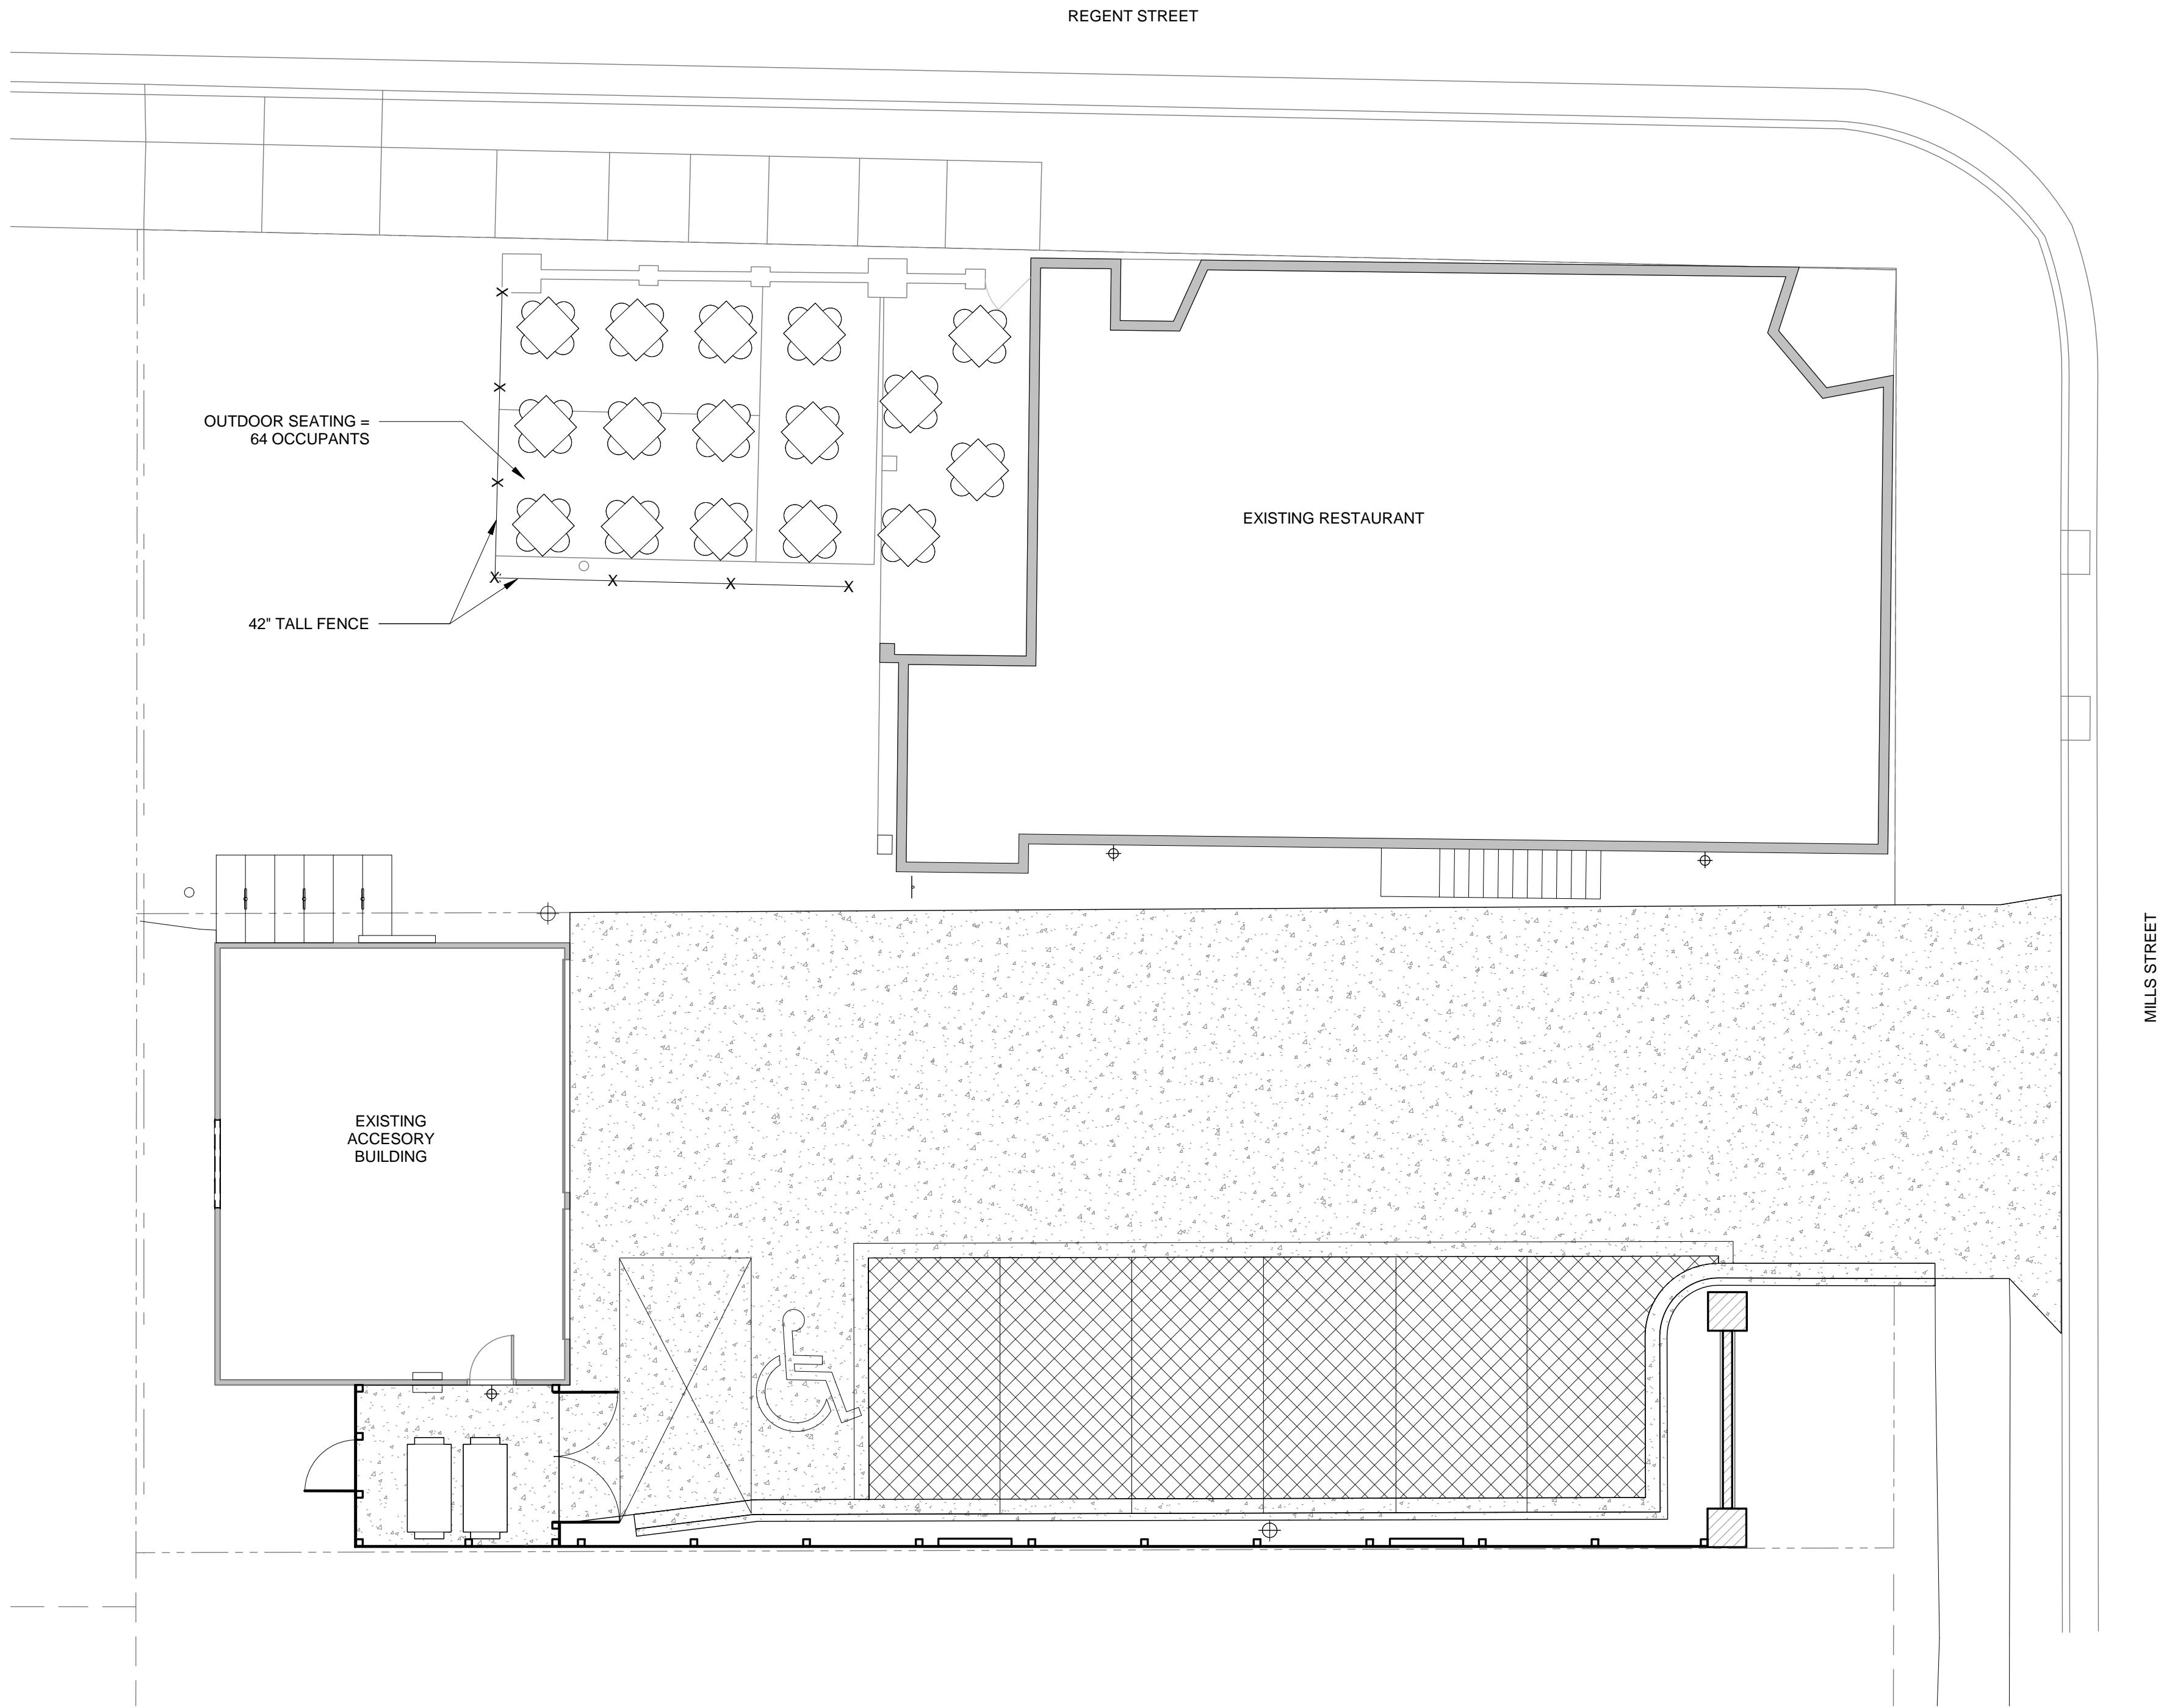 REGENT STREET
OUTDOOR SEATING =
64 OCCUPANTS
EXISTING RESTAURANT
42" TALL FENCE
MILLS STREET
EXISTING
ACCESORY
BUILDING